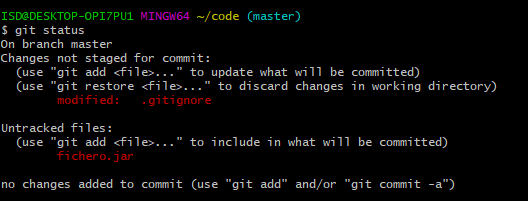 ISD@DESKTOP-OPI7PU1 MINGW64 ~/code (master)
$ git status
On branch master
Changes not staged for commit:
  (use "git add <file>..." to update what will be committed)
  (use "git restore <file>..." to discard changes in working directory)
        modified:   .gitignore

Untracked files:
  (use "git add <file>..." to include in what will be committed)
        fichero.jar

no changes added to commit (use "git add" and/or "git commit -a")